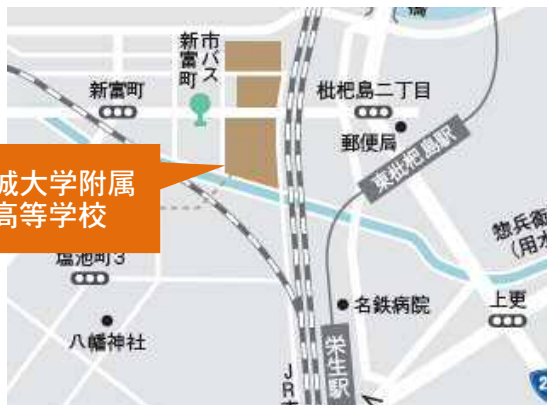 市バス
新富町
新富町
枇杷島二丁目
郵便局
東枇杷島駅
城大学附属
高等学校
塩池町3
惣兵衛
(用水
名鉄病院
上更
八幡神社
栄生駅
JR
2